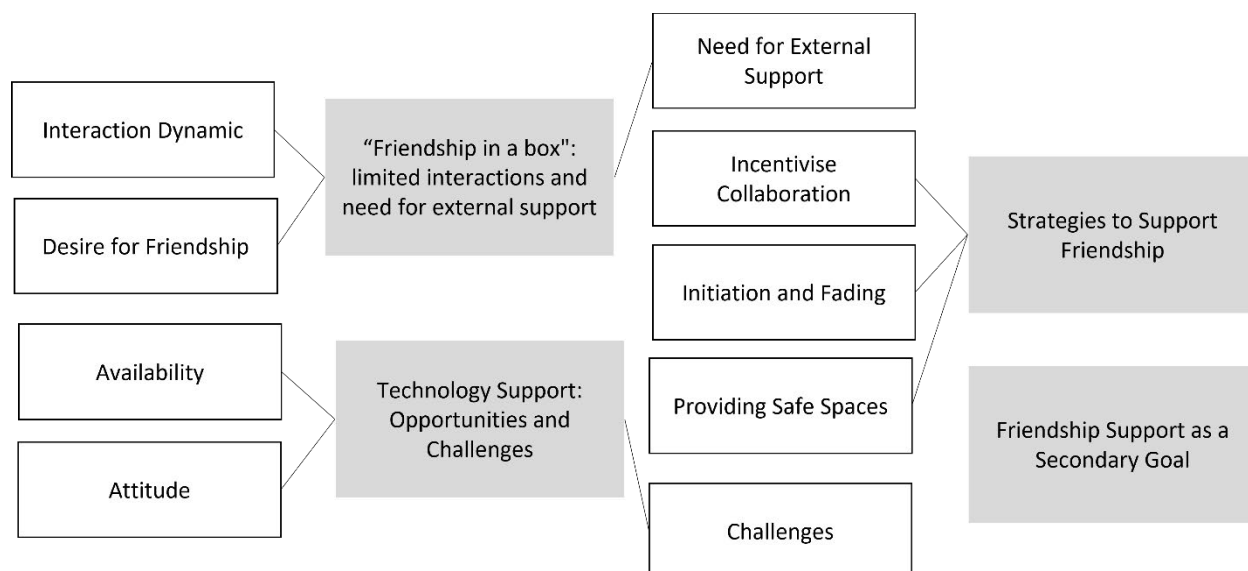 Interaction Dynamic
Desire for Friendship
Availability
Attitude
“Friendship in a box":
limited interactions and
need for external support
Technology Support:
Opportunities and
Challenges
Need for External
Support
Incentivise
Collaboration
Initiation and Fading
Providing Safe Spaces
Challenges
Strategies to Support
Friendship
Friendship Support as a
Secondary Goal